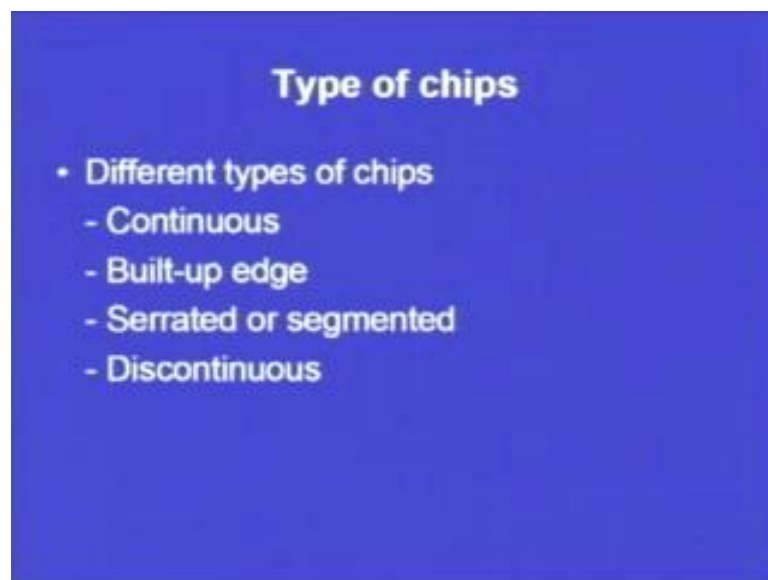 Type of chips
• Different types of chips
- Continuous
- Built-up edge
- Serrated or segmented
- Discontinuous